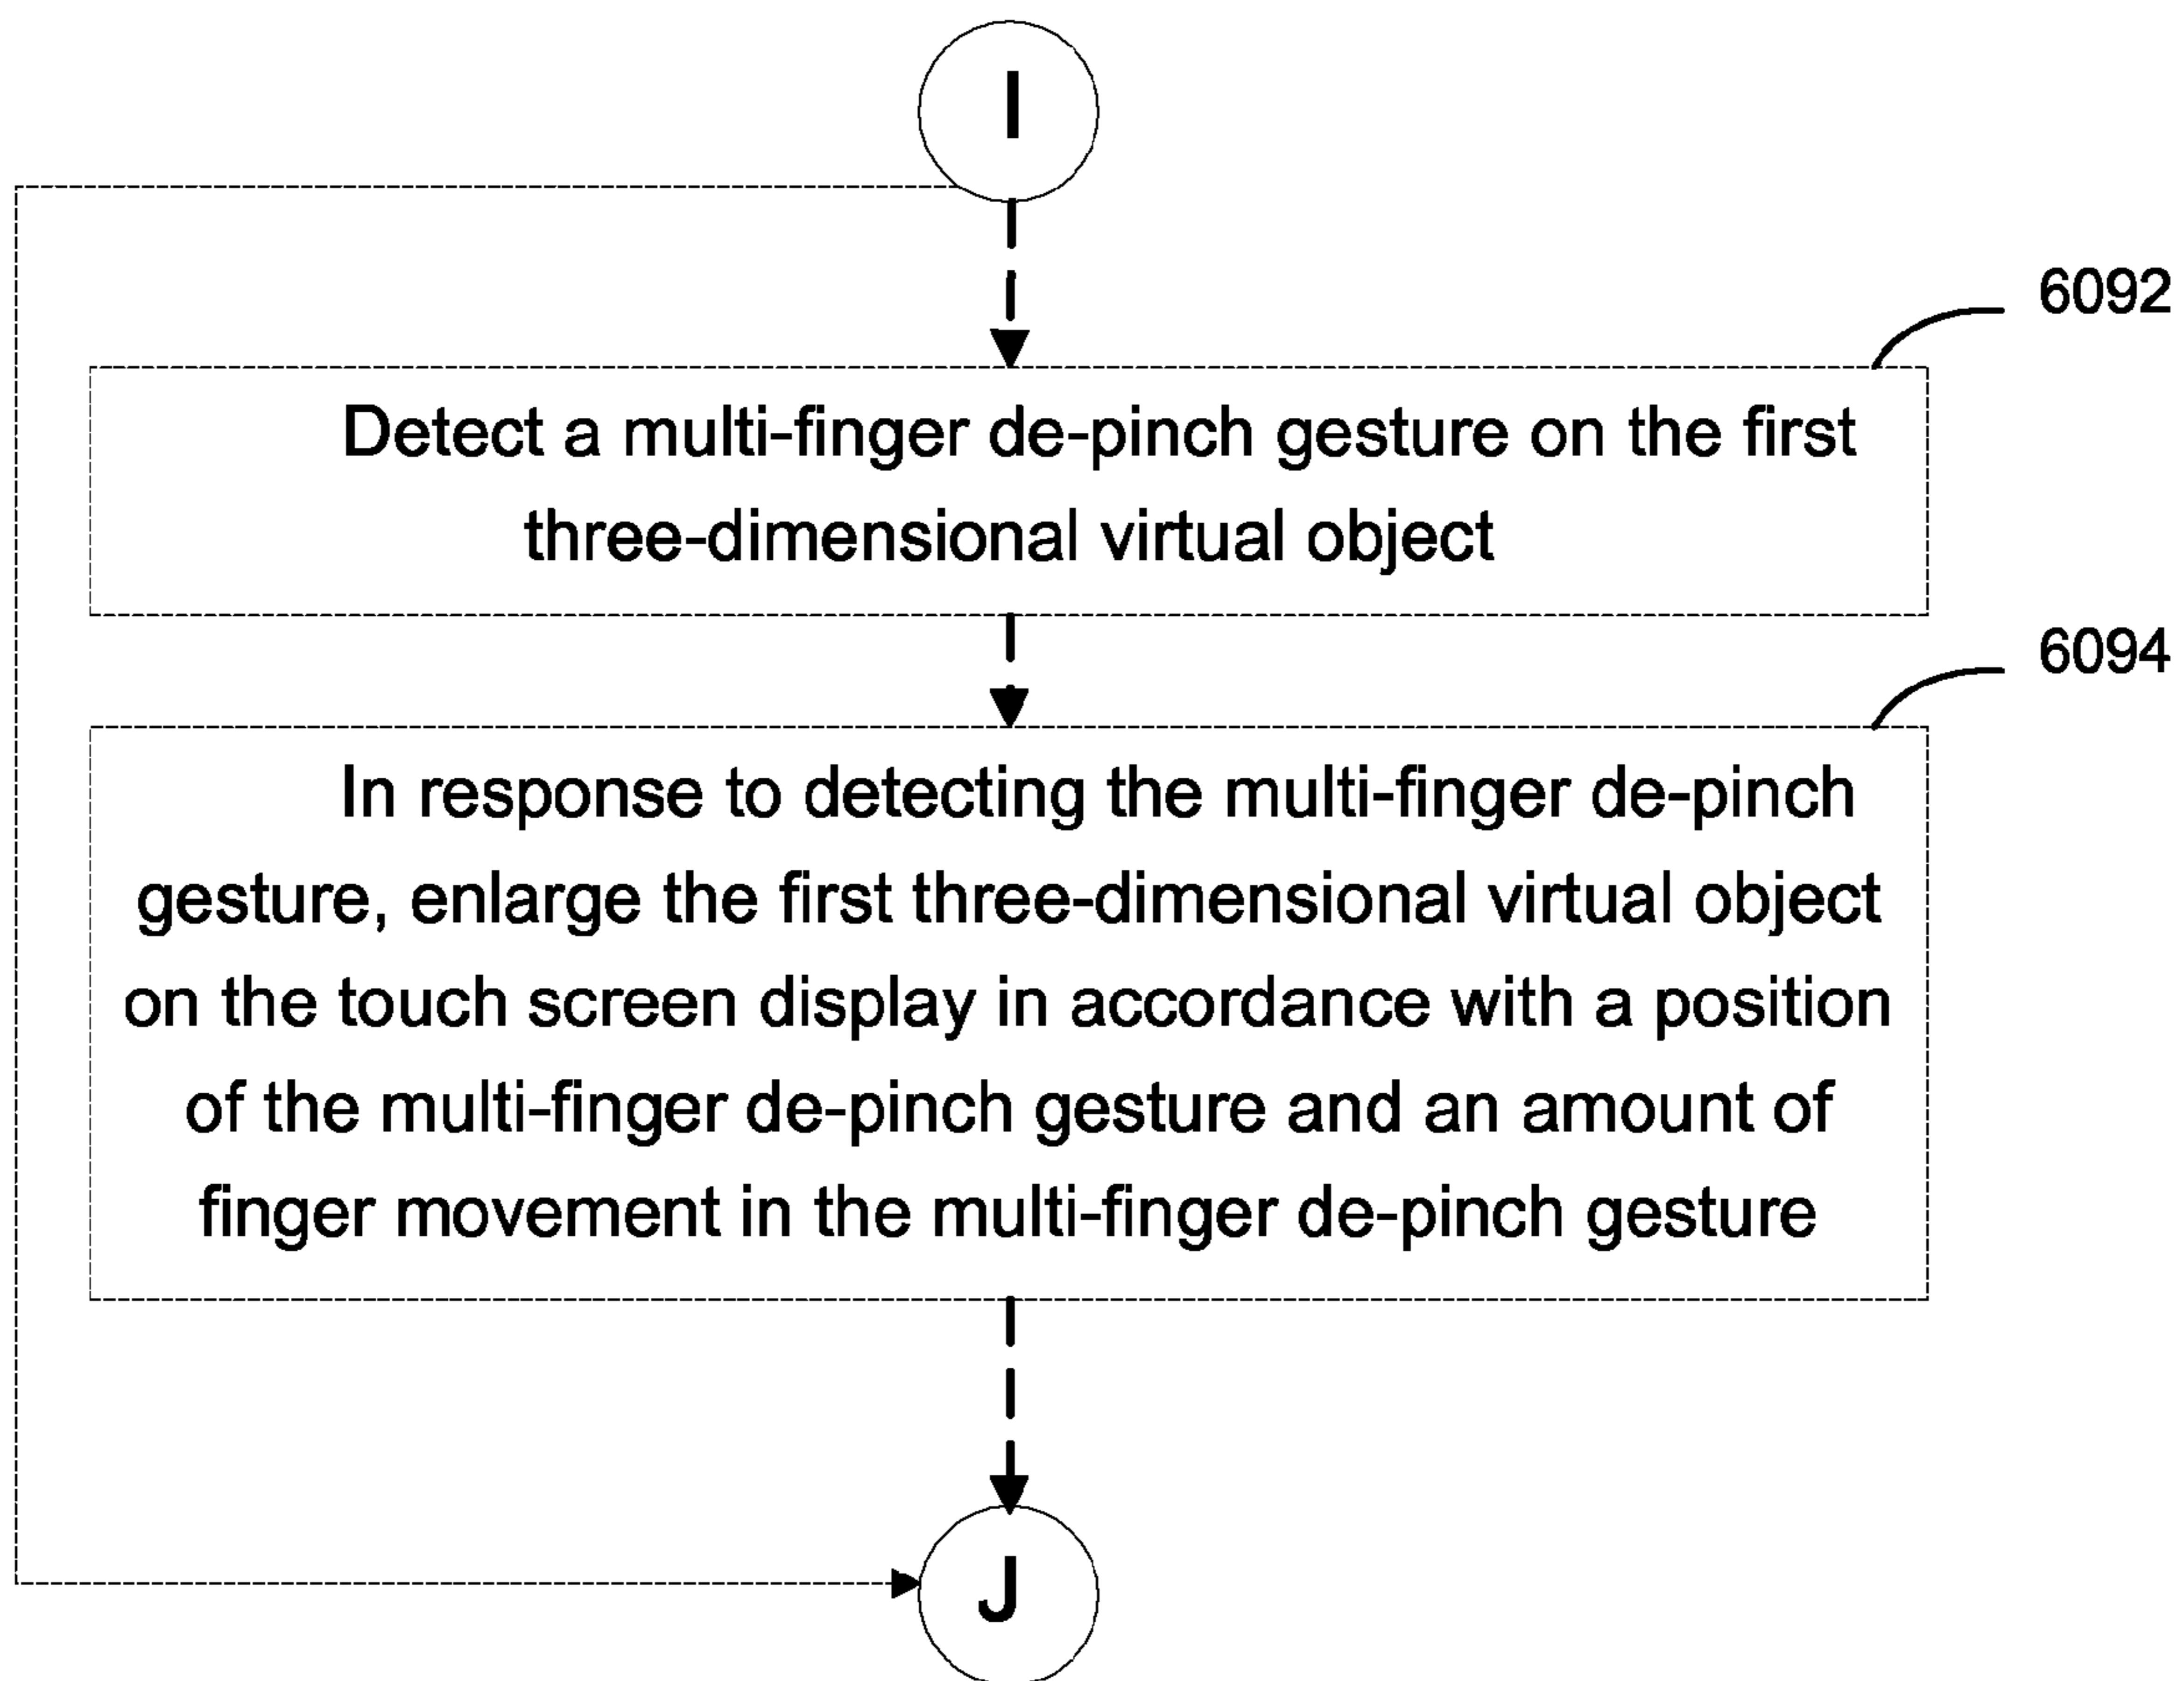 I
6092
Detect a multi-finger de-pinch gesture on the first
three-dimensional virtual object
6094
In response to detecting the multi-finger de-pinch
gesture, enlarge the first three-dimensional virtual object
on the touch screen display in accordance with a position
of the multi-finger de-pinch gesture and an amount of
finger movement in the multi-finger de-pinch gesture
J